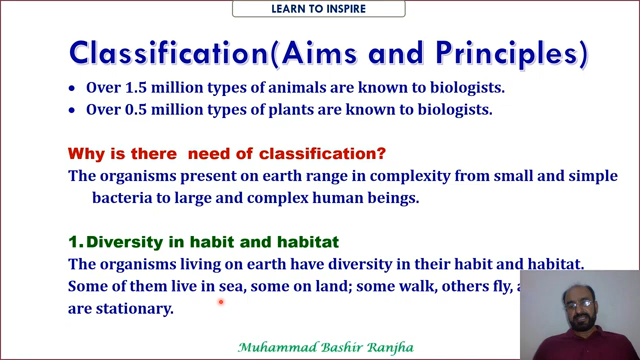 LEARN TO INSPIRE
Classification(Aims and Principles)
• Over 1.5 million types of animals are known to biologists.
• Over 0.5 million types of plants are known to biologists.
Why is there need of classification?
The organisms present on earth range in complexity from small and simple
bacteria to large and complex human beings.
1. Diversity in habit and habitat
The organisms living on earth have diversity in their habit and habitat.
Some of them live in sea, some on land; some walk, others fly,
are stationary.
Muhammad Bashir Ranjha